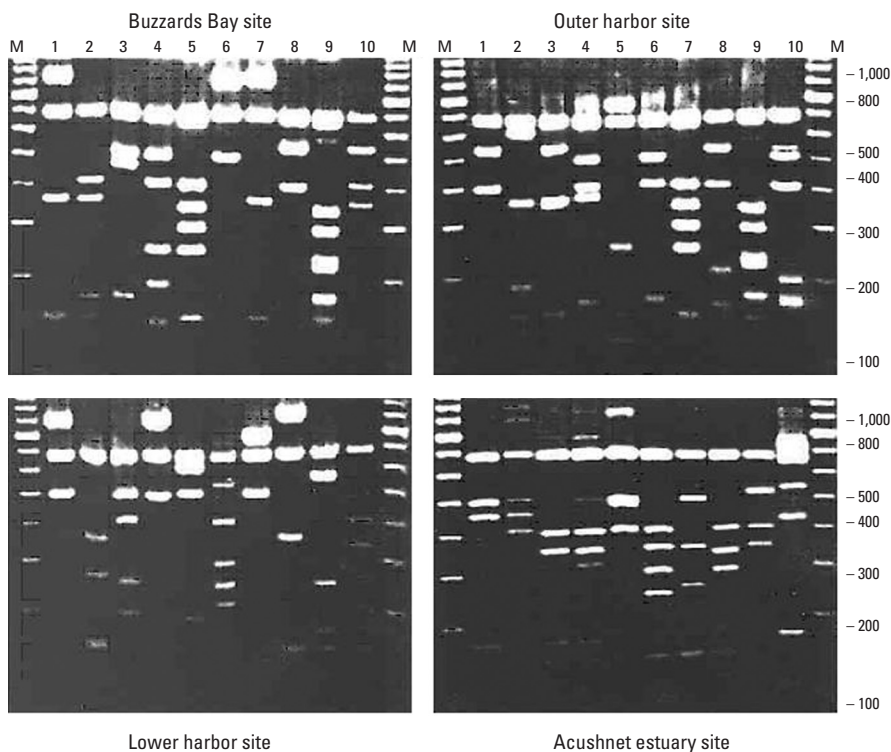 Buzzards Bay site
Outer harbor site
M 1 2 3 4 5 6 7 8 9 10 M
M 1 2 3 4 5 6 7 8 9 10 M
– 1,000
– 800
– 500
– 400
– 300
– 200
– 100
– 1,000
– 800
– 500
– 400
– 300
– 200
– 100
Lower harbor site
Acushnet estuary site